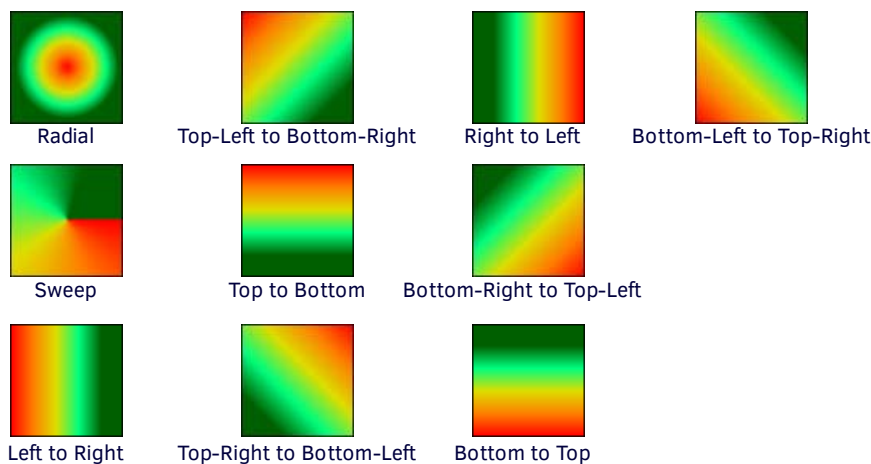 Radial
Top-Left to Bottom-Right
Right to Left
Bottom-Left to Top-Right
Sweep
Top to Bottom
Bottom-Right to Top-Left
Left to Right
Top-Right to Bottom-Left
Bottom to Top